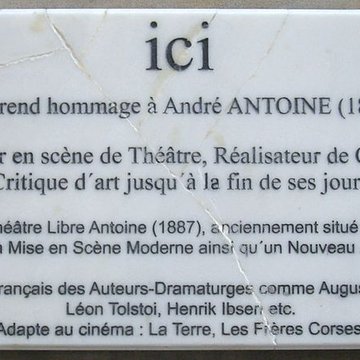 ici
rend hommage à André ANTOINE (18
r en scène de Théâtre, Réalisateur de C
Critique d´art jusqu´à la fin de ses jour
héâtre Libre Antoine (1887), anciennement situé
a Mise en Scène Moderne ainsi qu´un Nouveau
rançais des Auteurs-Dramaturges comme Augus
Léon Tolstoi, Henrik Ibsen etc.
Adapte au cinéma : La Terre, Les Frères Corses